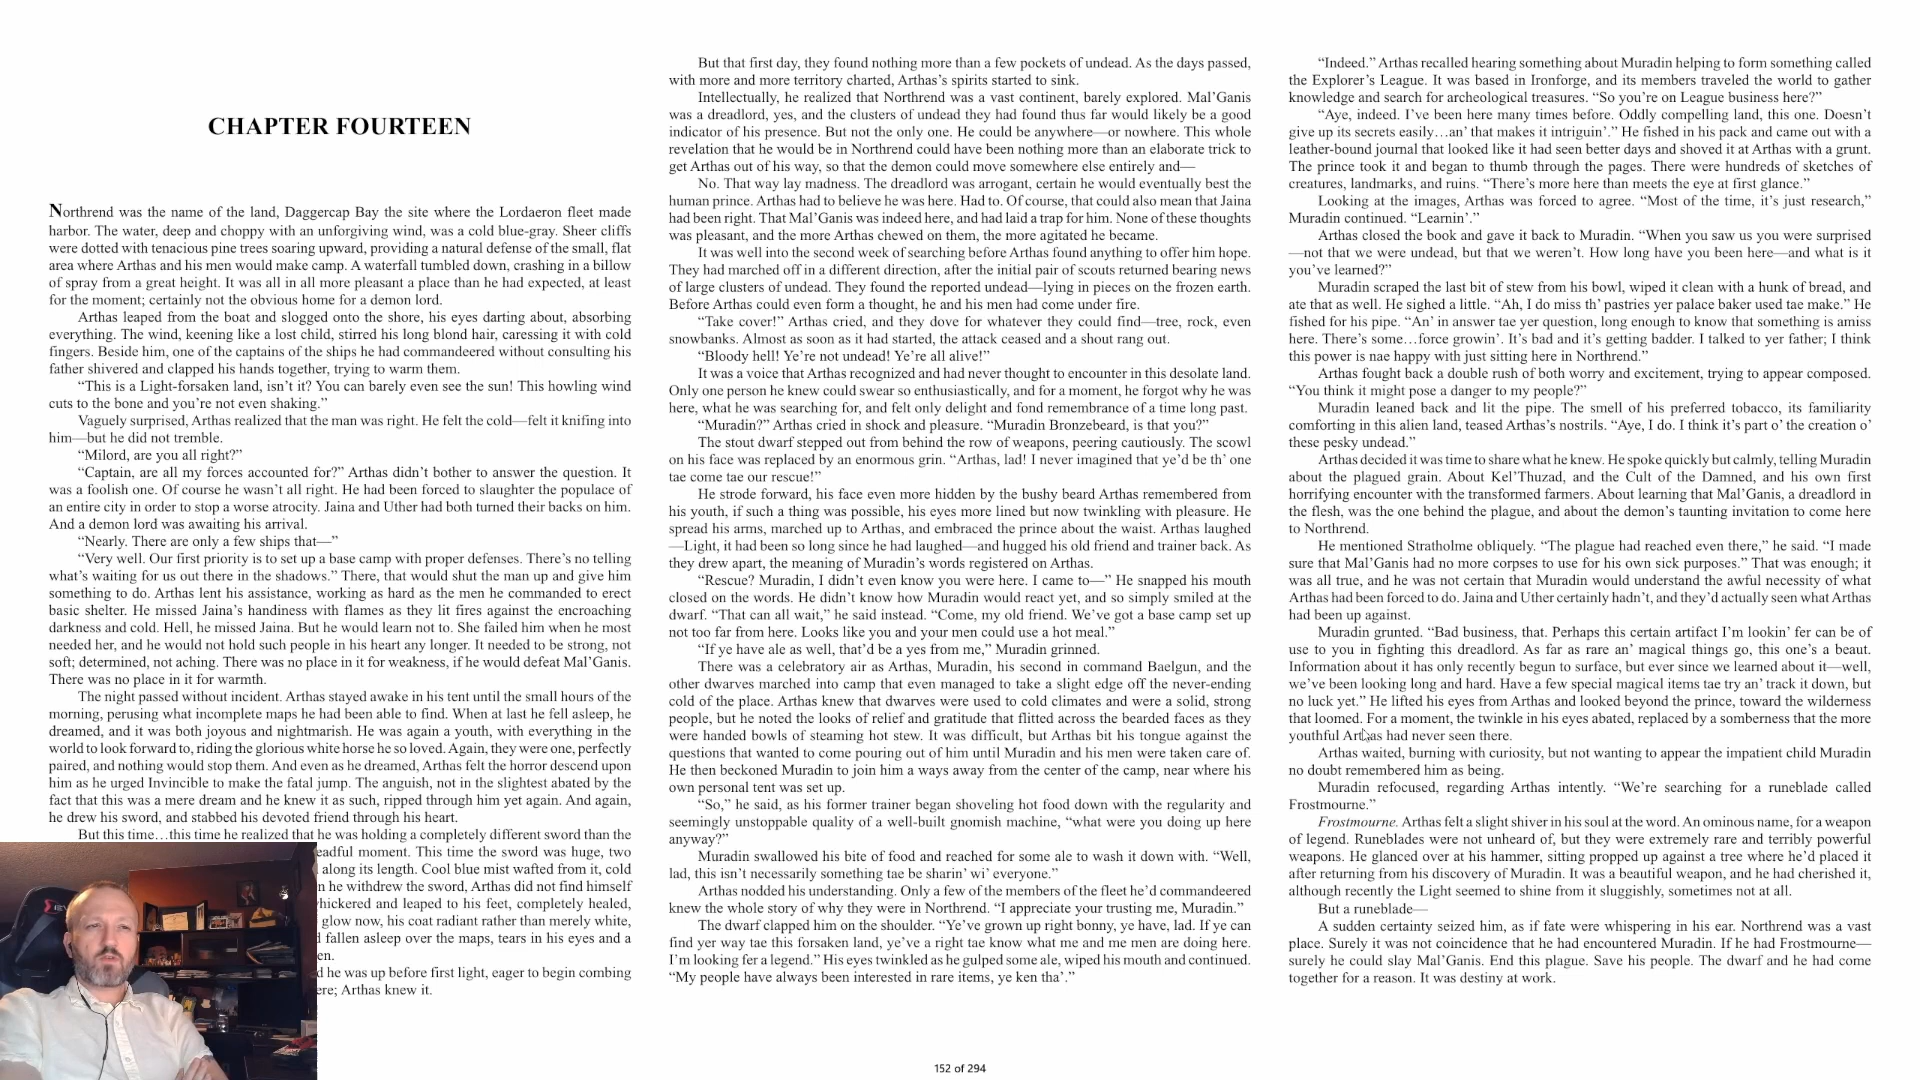 CHAPTER FOURTEEN
Northrend was the name of the land, Daggercap Bay the site where the Lordaeron fleet made
harbor. The water, deep and choppy with an unforgiving wind, was a cold blue-gray. Sheer cliffs
were dotted with tenacious pine trees soaring upward, providing a natural defense of the small, flat
area where Arthas and his men would make camp. A waterfall tumbled down, crashing in a billow
of spray from a great height. It was all in all more pleasant a place than he had expected, at least
for the moment; certainly not the obvious home for a demon lord.
Arthas leaped from the boat and slogged onto the shore, his eyes darting about, absorbing
everything. The wind, keening like a lost child, stirred his long blond hair, caressing it with cold
fingers. Beside him, one of the captains of the ships he had commandeered without consulting his
father shivered and clapped his hands together, trying to warm them.
“This is a Light-forsaken land, isn’t it? You can barely even see the sun! This howling wind
cuts to the bone and you’re not even shaking.”
Vaguely surprised, Arthas realized that the man was right. He felt the cold—felt it knifing into
him—but he did not tremble.
“Milord, are you all right?”
“Captain, are all my forces accounted for?” Arthas didn’t bother to answer the question. It
was a foolish one. Of course he wasn’t all right. He had been forced to slaughter the populace of
an entire city in order to stop a worse atrocity. Jaina and Uther had both turned their backs on him.
And a demon lord was awaiting his arrival.
“Nearly. There are only a few ships that—”
“Very well. Our first priority is to set up a base camp with proper defenses. There’s no telling
what’s waiting for us out there in the shadows.” There, that would shut the man up and give him
something to do. Arthas lent his assistance, working as hard as the men he commanded to erect
basic shelter. He missed Jaina’s handiness with flames as they lit fires against the encroaching
darkness and cold. Hell, he missed Jaina. But he would learn not to. She failed him when he most
needed her, and he would not hold such people in his heart any longer. It needed to be strong, not
soft; determined, not aching. There was no place in it for weakness, if he would defeat Mal’Ganis.
There was no place in it for warmth.
The night passed without incident. Arthas stayed awake in his tent until the small hours of the
morning, perusing what incomplete maps he had been able to find. When at last he fell asleep, he
dreamed, and it was both joyous and nightmarish. He was again a youth, with everything in the
world to look forward to, riding the glorious white horse he so loved. Again, they were one, perfectly
paired, and nothing would stop them. And even as he dreamed, Arthas felt the horror descend upon
him as he urged Invincible to make the fatal jump. The anguish, not in the slightest abated by the
fact that this was a mere dream and he knew it as such, ripped through him yet again. And again,
he drew his sword, and stabbed his devoted friend through his heart.
But this time…this time he realized that he was holding a completely different sword than the
eadful moment. This time the sword was huge, two
along its length. Cool blue mist wafted from it, cold
n he withdrew the sword, Arthas did not find himself
hickered and leaped to his feet, completely healed,
glow now, his coat radiant rather than merely white,
fallen asleep over the maps, tears in his eyes and a
en.
d he was up before first light, eager to begin combing
ere; Arthas knew it.
But that first day, they found nothing more than a few pockets of undead. As the days passed,
with more and more territory charted, Arthas’s spirits started to sink.
Intellectually, he realized that Northrend was a vast continent, barely explored. Mal’Ganis
was a dreadlord, yes, and the clusters of undead they had found thus far would likely be a good
indicator of his presence. But not the only one. He could be anywhere—or nowhere. This whole
revelation that he would be in Northrend could have been nothing more than an elaborate trick to
get Arthas out of his way, so that the demon could move somewhere else entirely and—
No. That way lay madness. The dreadlord was arrogant, certain he would eventually best the
human prince. Arthas had to believe he was here. Had to. Of course, that could also mean that Jaina
had been right. That Mal’Ganis was indeed here, and had laid a trap for him. None of these thoughts
was pleasant, and the more Arthas chewed on them, the more agitated he became.
It was well into the second week of searching before Arthas found anything to offer him hope.
They had marched off in a different direction, after the initial pair of scouts returned bearing news
of large clusters of undead. They found the reported undead—lying in pieces on the frozen earth.
Before Arthas could even form a thought, he and his men had come under fire.
“Take cover!” Arthas cried, and they dove for whatever they could find—tree, rock, even
snowbanks. Almost as soon as it had started, the attack ceased and a shout rang out.
“Bloody hell! Ye’re not undead! Ye’re all alive!”
It was a voice that Arthas recognized and had never thought to encounter in this desolate land.
Only one person he knew could swear so enthusiastically, and for a moment, he forgot why he was
here, what he was searching for, and felt only delight and fond remembrance of a time long past.
“Muradin?” Arthas cried in shock and pleasure. “Muradin Bronzebeard, is that you?”
The stout dwarf stepped out from behind the row of weapons, peering cautiously. The scowl
on his face was replaced by an enormous grin. “Arthas, lad! I never imagined that ye’d be th’ one
tae come tae our rescue!”
He strode forward, his face even more hidden by the bushy beard Arthas remembered from
his youth, if such a thing was possible, his eyes more lined but now twinkling with pleasure. He
spread his arms, marched up to Arthas, and embraced the prince about the waist. Arthas laughed
—Light, it had been so long since he had laughed—and hugged his old friend and trainer back. As
they drew apart, the meaning of Muradin’s words registered on Arthas.
“Rescue? Muradin, I didn’t even know you were here. I came to—” He snapped his mouth
closed on the words. He didn’t know how Muradin would react yet, and so simply smiled at the
dwarf. “That can all wait,” he said instead. “Come, my old friend. We’ve got a base camp set up
not too far from here. Looks like you and your men could use a hot meal.”
“If ye have ale as well, that’d be a yes from me,” Muradin grinned.
There was a celebratory air as Arthas, Muradin, his second in command Baelgun, and the
other dwarves marched into camp that even managed to take a slight edge off the never-ending
cold of the place. Arthas knew that dwarves were used to cold climates and were a solid, strong
people, but he noted the looks of relief and gratitude that flitted across the bearded faces as they
were handed bowls of steaming hot stew. It was difficult, but Arthas bit his tongue against the
questions that wanted to come pouring out of him until Muradin and his men were taken care of.
He then beckoned Muradin to join him a ways away from the center of the camp, near where his
own personal tent was set up.
“So,” he said, as his former trainer began shoveling hot food down with the regularity and
seemingly unstoppable quality of a well-built gnomish machine, “what were you doing up here
anyway?”
Muradin swallowed his bite of food and reached for some ale to wash it down with. “Well,
lad, this isn’t necessarily something tae be sharin’ wi’ everyone.”
Arthas nodded his understanding. Only a few of the members of the fleet he’d commandeered
knew the whole story of why they were in Northrend. “I appreciate your trusting me, Muradin.”
The dwarf clapped him on the shoulder. “Ye’ve grown up right bonny, ye have, lad. If ye can
find yer way tae this forsaken land, ye’ve a right tae know what me and me men are doing here.
I’m looking fer a legend.” His eyes twinkled as he gulped some ale, wiped his mouth and continued.
“My people have always been interested in rare items, ye ken tha’.”
“Indeed.” Arthas recalled hearing something about Muradin helping to form something called
the Explorer’s League. It was based in Ironforge, and its members traveled the world to gather
knowledge and search for archeological treasures. “So you’re on League business here?”
“Aye, indeed. I’ve been here many times before. Oddly compelling land, this one. Doesn’t
give up its secrets easily…an’ that makes it intriguin’.” He fished in his pack and came out with a
leather-bound journal that looked like it had seen better days and shoved it at Arthas with a grunt.
The prince took it and began to thumb through the pages. There were hundreds of sketches of
creatures, landmarks, and ruins. “There’s more here than meets the eye at first glance.”
Looking at the images, Arthas was forced to agree. “Most of the time, it’s just research,”
Muradin continued. “Learnin’.”
Arthas closed the book and gave it back to Muradin. “When you saw us you were surprised
—not that we were undead, but that we weren’t. How long have you been here—and what is it
you’ve learned?”
Muradin scraped the last bit of stew from his bowl, wiped it clean with a hunk of bread, and
ate that as well. He sighed a little. “Ah, I do miss th’ pastries yer palace baker used tae make.” He
fished for his pipe. “An’ in answer tae yer question, long enough to know that something is amiss
here. There’s some…force growin’. It’s bad and it’s getting badder. I talked to yer father; I think
this power is nae happy with just sitting here in Northrend.”
Arthas fought back a double rush of both worry and excitement, trying to appear composed.
“You think it might pose a danger to my people?”
Muradin leaned back and lit the pipe. The smell of his preferred tobacco, its familiarity
comforting in this alien land, teased Arthas’s nostrils. “Aye, I do. I think it’s part o’ the creation o’
these pesky undead.”
Arthas decided it was time to share what he knew. He spoke quickly but calmly, telling Muradin
about the plagued grain. About Kel’Thuzad, and the Cult of the Damned, and his own first
horrifying encounter with the transformed farmers. About learning that Mal’Ganis, a dreadlord in
the flesh, was the one behind the plague, and about the demon’s taunting invitation to come here
to Northrend.
He mentioned Stratholme obliquely. “The plague had reached even there,” he said. “I made
sure that Mal’Ganis had no more corpses to use for his own sick purposes.” That was enough; it
was all true, and he was not certain that Muradin would understand the awful necessity of what
Arthas had been forced to do. Jaina and Uther certainly hadn’t, and they’d actually seen what Arthas
had been up against.
Muradin grunted. “Bad business, that. Perhaps this certain artifact I’m lookin’ fer can be of
use to you in fighting this dreadlord. As far as rare an’ magical things go, this one’s a beaut.
Information about it has only recently begun to surface, but ever since we learned about it—well,
we’ve been looking long and hard. Have a few special magical items tae try an’ track it down, but
no luck yet.” He lifted his eyes from Arthas and looked beyond the prince, toward the wilderness
that loomed. For a moment, the twinkle in his eyes abated, replaced by a somberness that the more
youthful Arthas had never seen there.
Arthas waited, burning with curiosity, but not wanting to appear the impatient child Muradin
no doubt remembered him as being.
Muradin refocused, regarding Arthas intently. “We’re searching for a runeblade called
Frostmourne.”
Frostmourne. Arthas felt a slight shiver in his soul at the word. An ominous name, for a weapon
of legend. Runeblades were not unheard of, but they were extremely rare and terribly powerful
weapons. He glanced over at his hammer, sitting propped up against a tree where he’d placed it
after returning from his discovery of Muradin. It was a beautiful weapon, and he had cherished it,
although recently the Light seemed to shine from it sluggishly, sometimes not at all.
But a runeblade—
A sudden certainty seized him, as if fate were whispering in his ear. Northrend was a vast
place. Surely it was not coincidence that he had encountered Muradin. If he had Frostmourne—
surely he could slay Mal’Ganis. End this plague. Save his people. The dwarf and he had come
together for a reason. It was destiny at work.
152 of 294